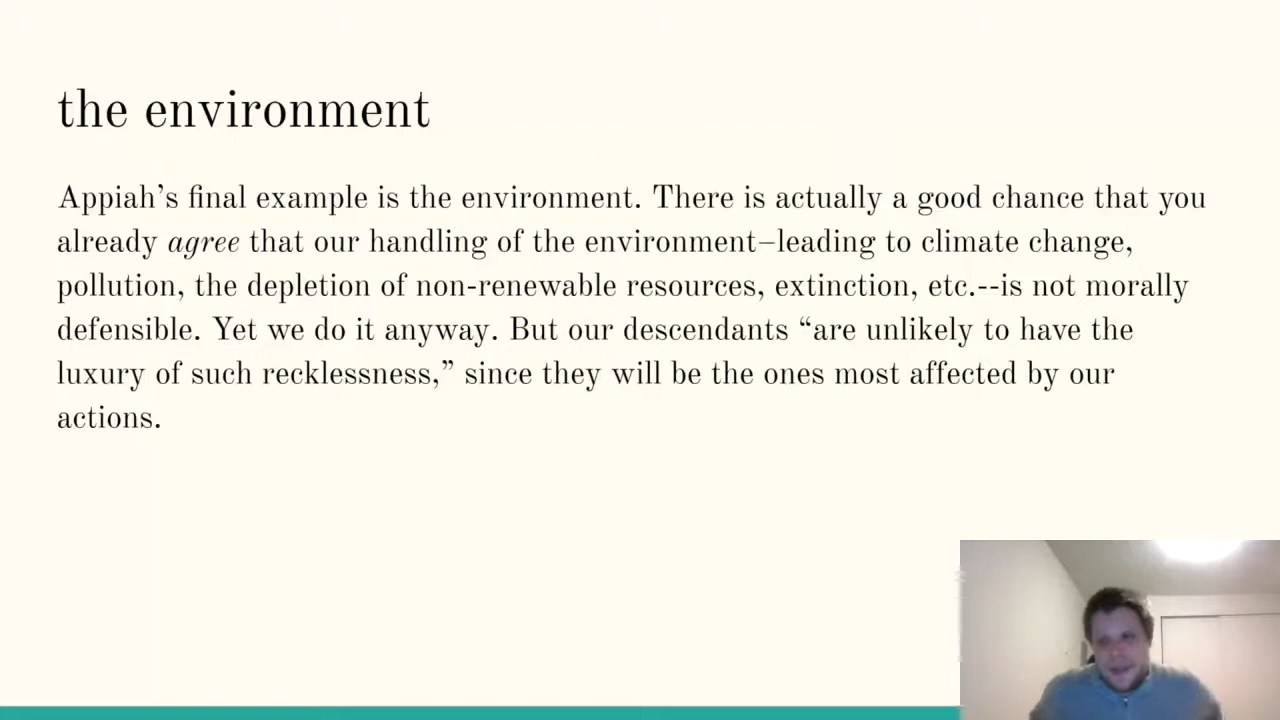 the environment
Appiah’s final example is the environment. There is actually a good chance that you
already agree that our handling of the environment–leading to climate change,
pollution, the depletion of non-renewable resources, extinction, etc.--is not morally
defensible. Yet we do it anyway. But our descendants “are unlikely to have the
luxury of such recklessness,” since they will be the ones most affected by our
actions.